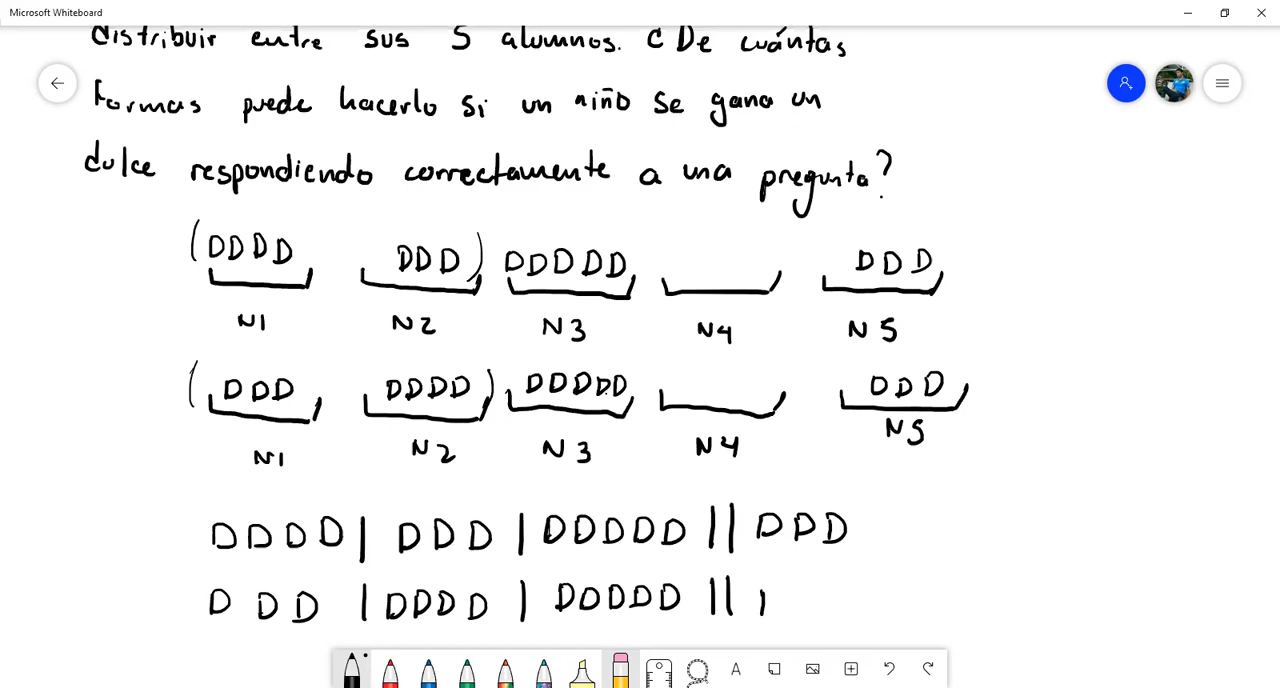 Microsoft Whiteboard
distribuir entre sus 5 alumnos. ¿De cuántas
formas puede hacerlo si un niño se gana un
dulce respondiendo correctamente a una pregunta?
(DDDD DDD) DDDDD DDD
N1 N2 N3 N4 N5
(DDD DDDD) DDDDD DDD
N1 N2 N3 N4 N5
DDDD | DDD | DDDDD || DDD
DDD | DDDD | DDDDD || I
A